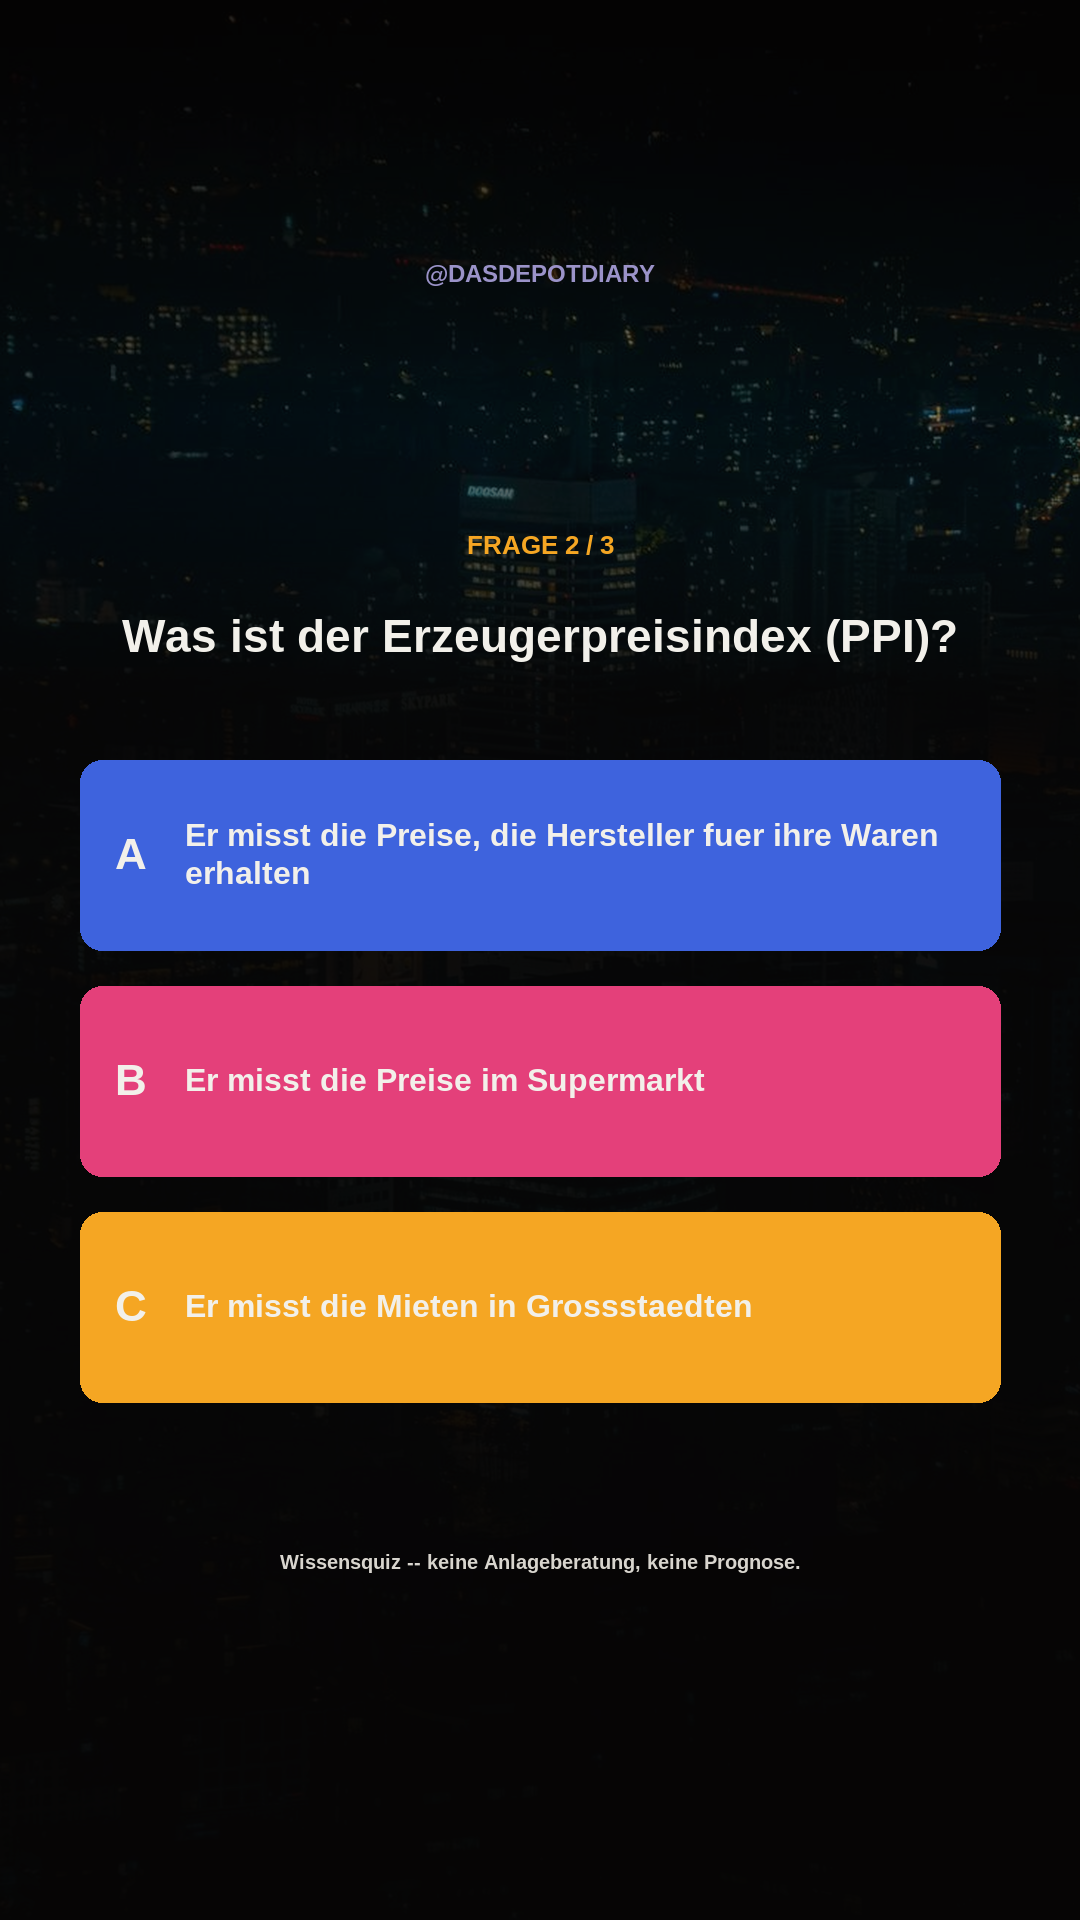 @DASDEPOTDIARY
DOOSAN
FRAGE 2 / 3
Was ist der Erzeugerpreisindex (PPI)?
A
Er misst die Preise, die Hersteller fuer ihre Waren
erhalten
B
Er misst die Preise im Supermarkt
C
Er misst die Mieten in Grossstaedten
Wissensquiz -- keine Anlageberatung, keine Prognose.